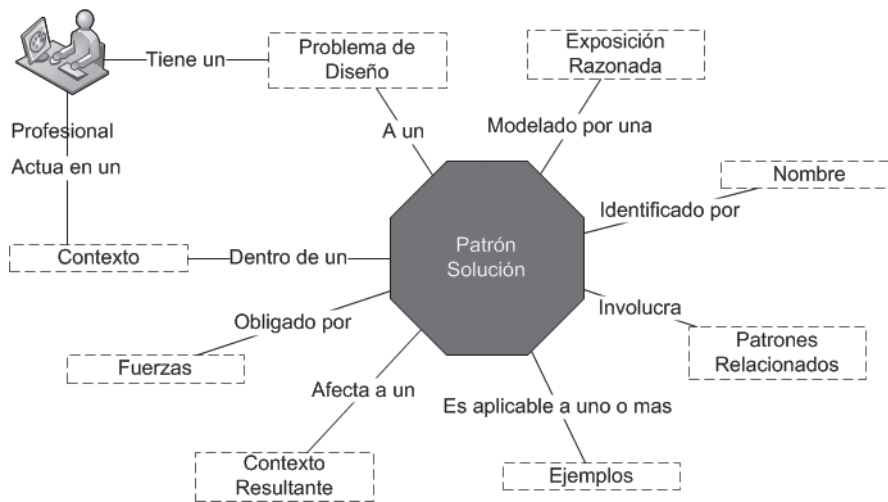 Tiene un
Problema de
Diseño
Exposición
Razonada
Profesional
Actua en un
A un
Modelado por una
Nombre
Identificado por
Contexto
Dentro de un
Patrón
Solución
Obligado por
Involucra
Fuerzas
Patrones
Relacionados
Afecta a un
Es aplicable a uno o mas
Contexto
Resultante
Ejemplos